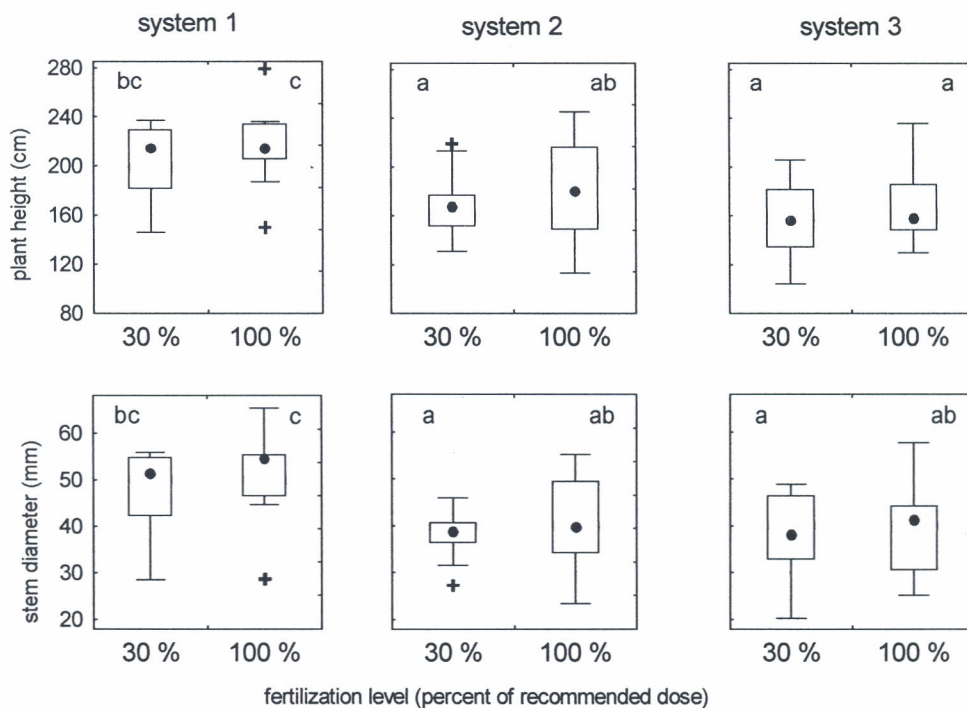 system 1 system 2 system 3
280 bc c a ab a a
240
200
160
120
80
plant height (cm)
30 % 100 % 30 % 100 % 30 % 100 %
bc c a ab a ab
60
50
40
30
20
stem diameter (mm)
30 % 100 % 30 % 100 % 30 % 100 %
fertilization level (percent of recommended dose)